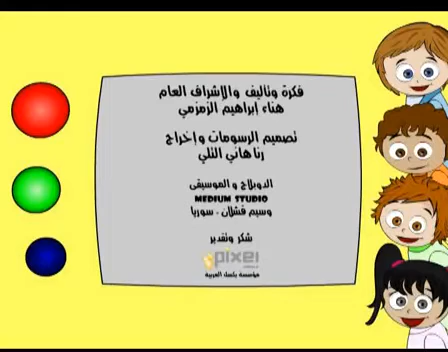 فكرة وتأليف والإشراف العام
هناء إبراهيم الزمزمي
تصميم الرسومات وإخراج
رنا هاني التلي
الدوبلاج و الموسيقى
MEDIUM STUDIO
وسيم قشلان - سوريا
شكر وتقدير
pixel
مؤسسة بكسل العربية